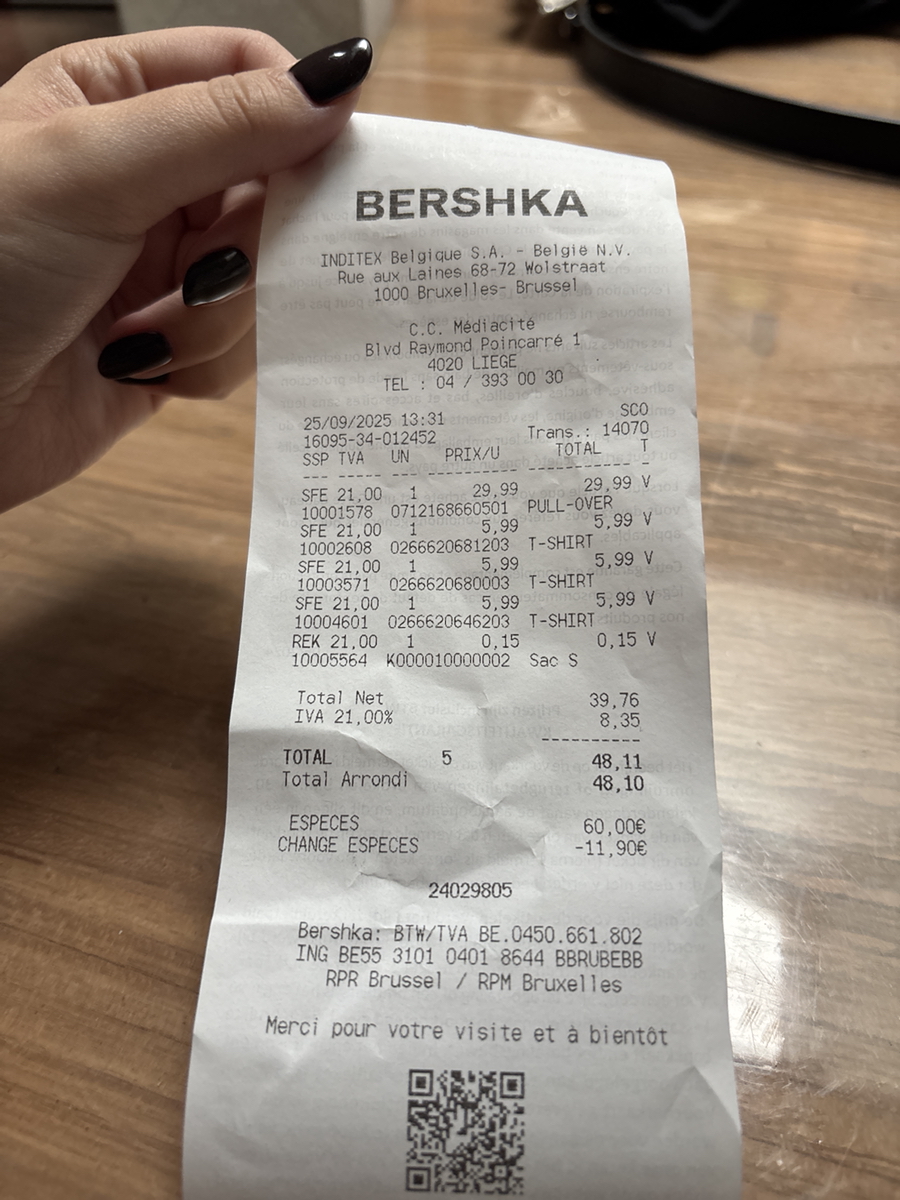 BERSHKA
INDITEX Belgique S.A. - België N.V.
Rue aux Laines 68-72 Wolstraat
1000 Bruxelles- Brussel
C.C. Médiacité
Blvd Raymond Poincarré 1
4020 LIEGE
TEL : 04 / 393 00 30
25/09/2025 13:31 SCO
16095-34-012452 Trans.: 14070
SSP TVA UN PRIX/U TOTAL T
SFE 21,00 1 29,99 29,99 V
10001578 0712168660501 PULL-OVER
SFE 21,00 1 5,99 5,99 V
10002608 0266620681203 T-SHIRT
SFE 21,00 1 5,99 5,99 V
10003571 0266620680003 T-SHIRT
SFE 21,00 1 5,99 5,99 V
10004601 0266620646203 T-SHIRT
REK 21,00 1 0,15 0,15 V
10005564 K000010000002 Sac S
Total Net 39,76
IVA 21,00% 8,35
TOTAL 5 48,11
Total Arrondi 48,10
ESPECES 60,00€
CHANGE ESPECES -11,90€
24029805
Bershka: BTW/TVA BE.0450.661.802
ING BE55 3101 0401 8644 BBRUBEBB
RPR Brussel / RPM Bruxelles
Merci pour votre visite et à bientôt